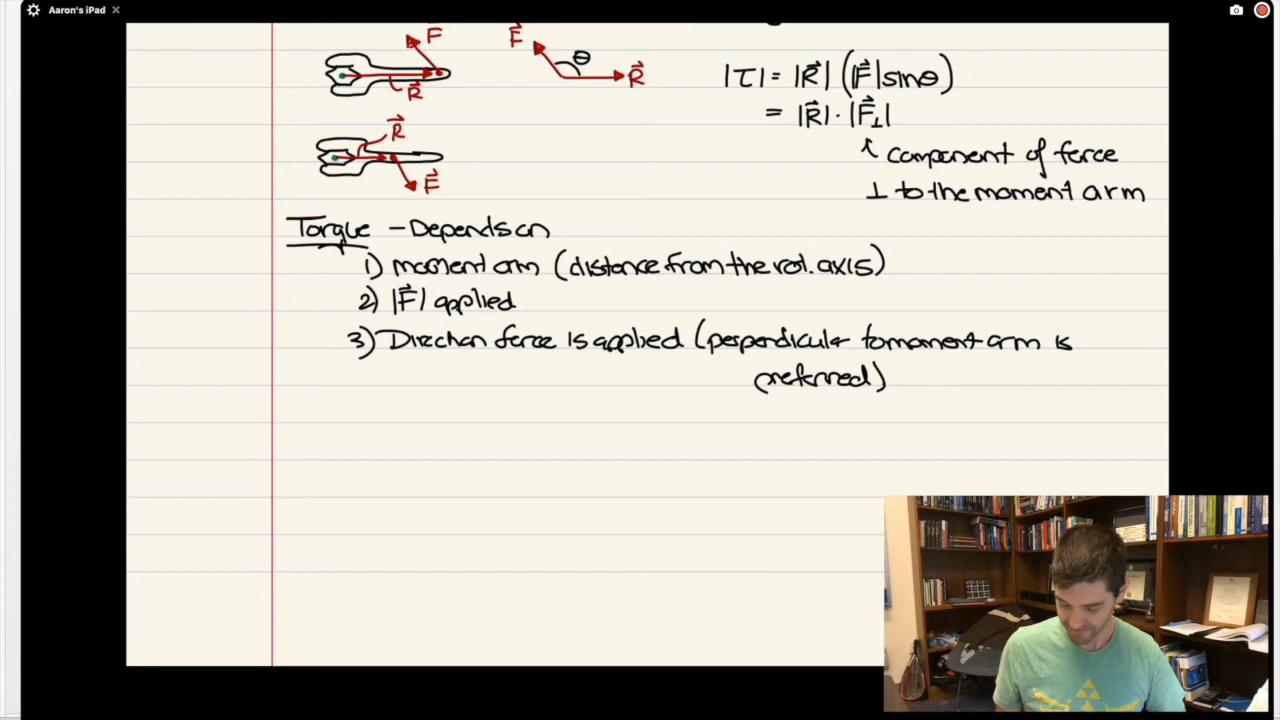 Aaron's iPad
F⃗
R⃗
F⃗
θ
R⃗
|τ| = |R⃗| (|F⃗|sinθ)
= |R⃗| · |F⃗⊥|
↑ component of force
⊥ to the moment arm
R⃗
F⃗
Torque - Depends on
1) moment arm (distance from the rot. axis)
2) |F⃗| applied
3) Direction force is applied (perpendicular to moment arm is
preferred)